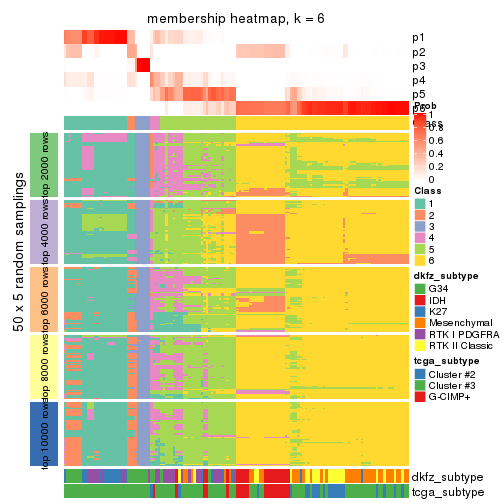 membership heatmap, k = 6
p1
p2
p3
p4
p5
Prob
1
0.8
0.6
0.4
0.2
0
Class
1
2
3
4
5
6
dkfz_subtype
G34
IDH
K27
Mesenchymal
RTK I PDGFRA
RTK II Classic
tcga_subtype
Cluster #2
Cluster #3
G-CIMP+
50 x 5 random samplings
top 2000 rows
top 4000 rows
top 6000 rows
top 8000 rows
top 10000 rows
dkfz_subtype
tcga_subtype